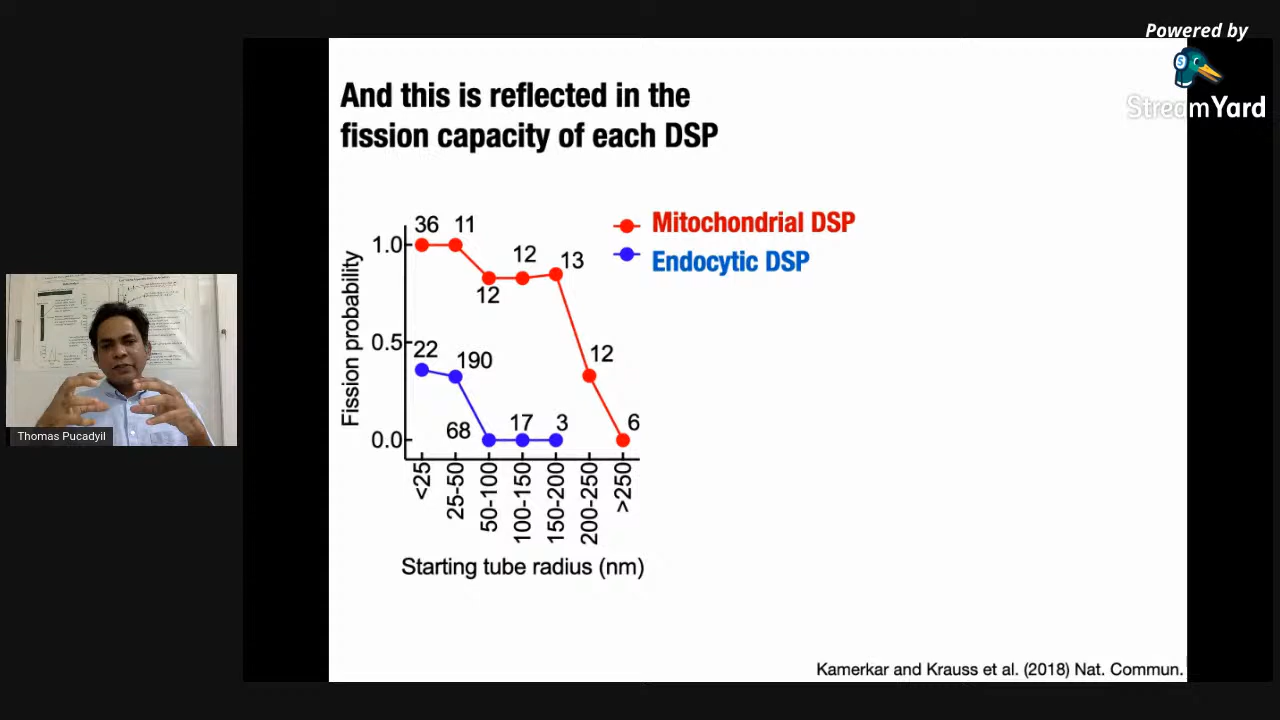 Powered by
StreamYard
And this is reflected in the
fission capacity of each DSP
Mitochondrial DSP
Endocytic DSP
Fission probability
1.0
0.5
0.0
36
11
12
12
13
12
6
22
190
68
17
3
<25
25-50
50-100
100-150
150-200
200-250
>250
Starting tube radius (nm)
Thomas Pucadyil
Kamerkar and Krauss et al. (2018) Nat. Commun.